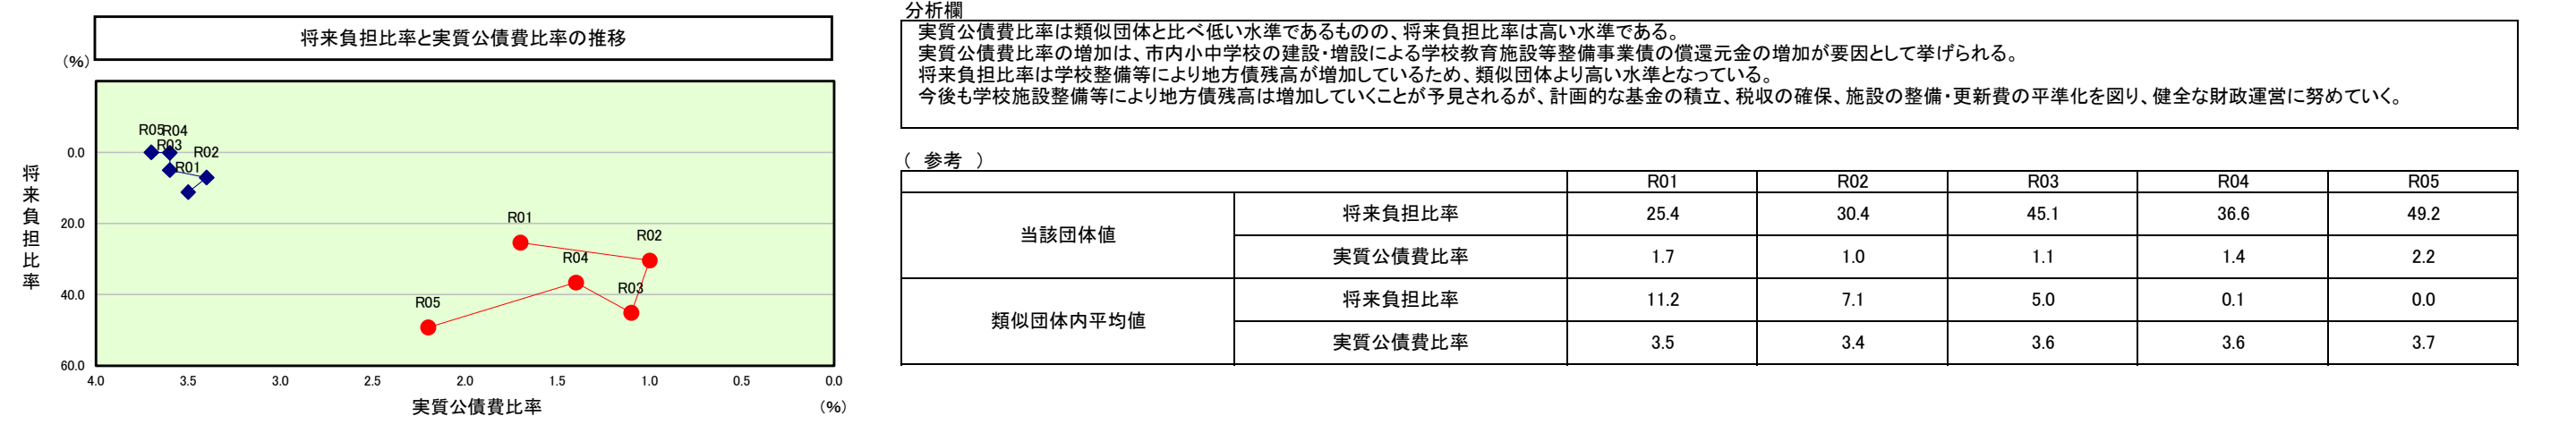 将来負担比率と実質公債費比率の推移
(%)
将来負担比率
0.0
20.0
40.0
60.0
R05 R04
R03 R02
R01
R01
R02
R04
R03
R05
4.0 3.5 3.0 2.5 2.0 1.5 1.0 0.5 0.0
実質公債費比率 (%)
分析欄
実質公債費比率は類似団体と比べ低い水準であるものの、将来負担比率は高い水準である。
実質公債費比率の増加は、市内小中学校の建設・増設による学校教育施設等整備事業債の償還元金の増加が要因として挙げられる。
将来負担比率は学校整備等により地方債残高が増加しているため、類似団体より高い水準となっている。
今後も学校施設整備等により地方債残高は増加していくことが予見されるが、計画的な基金の積立、税収の確保、施設の整備・更新費の平準化を図り、健全な財政運営に努めていく。
( 参考 )
R01 R02 R03 R04 R05
当該団体値
将来負担比率 25.4 30.4 45.1 36.6 49.2
実質公債費比率 1.7 1.0 1.1 1.4 2.2
類似団体内平均値
将来負担比率 11.2 7.1 5.0 0.1 0.0
実質公債費比率 3.5 3.4 3.6 3.6 3.7